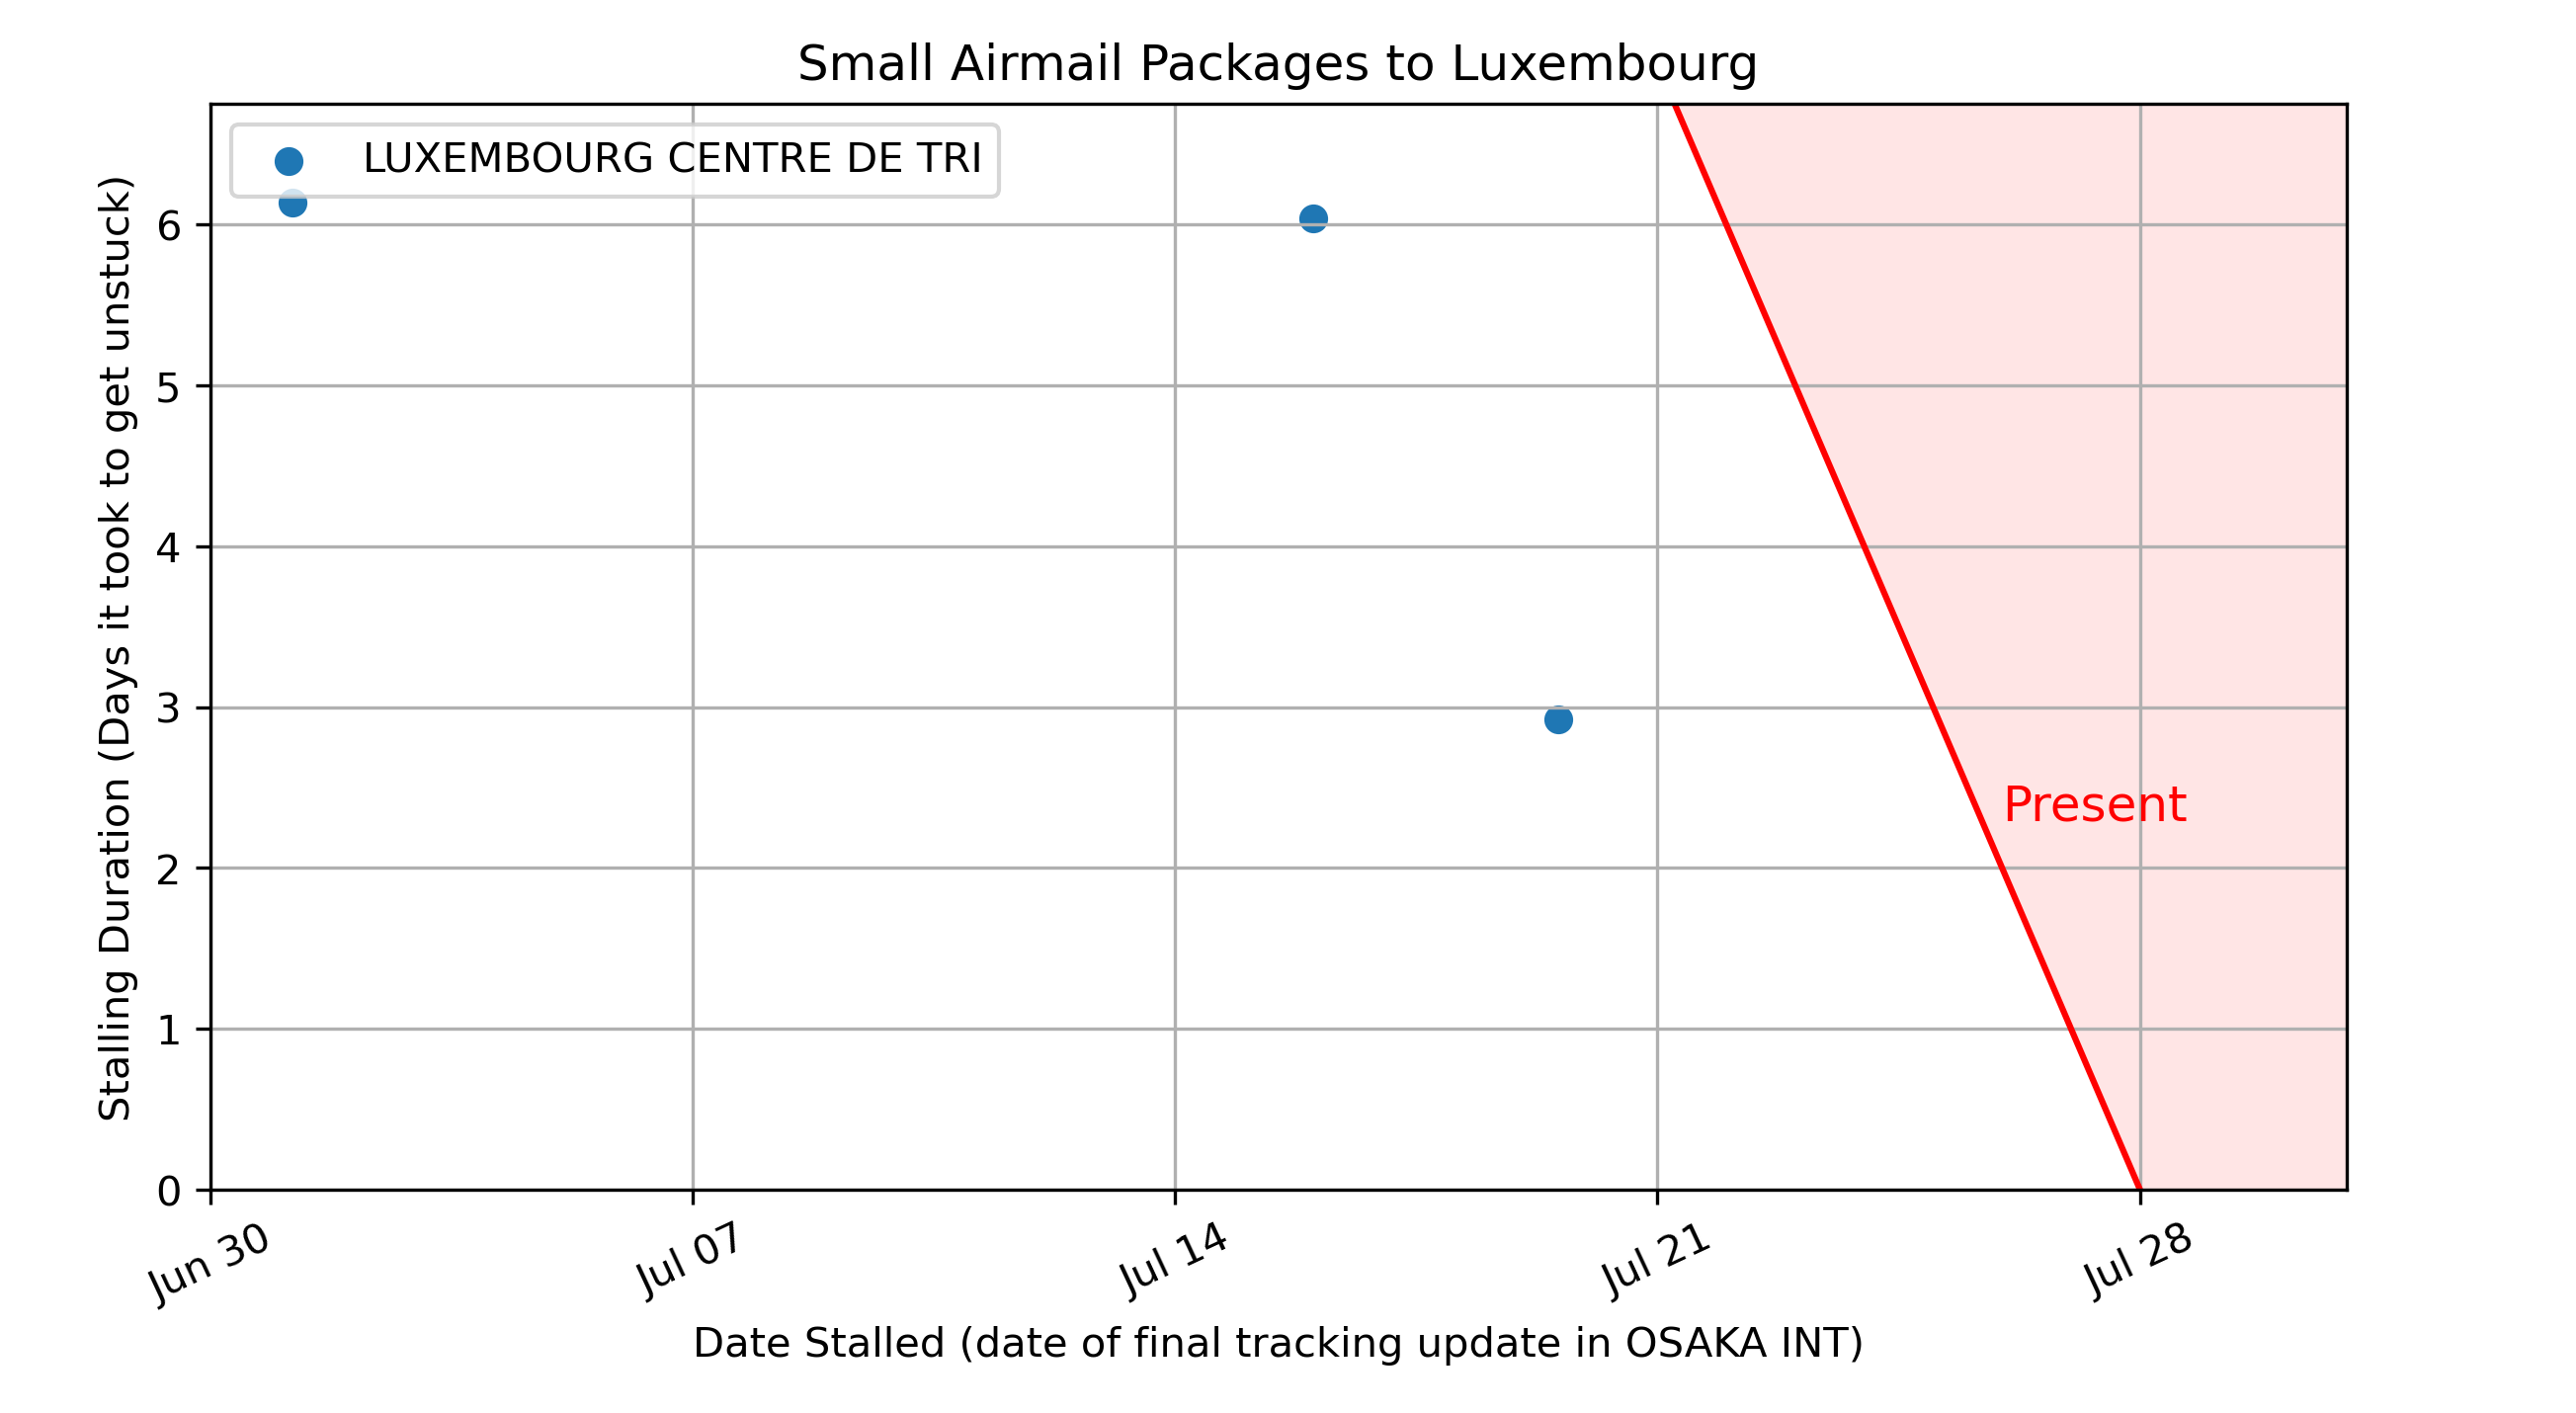 Small Airmail Packages to Luxembourg
LUXEMBOURG CENTRE DE TRI
Stalling Duration (Days it took to get unstuck)
6
5
4
3
2
1
0
Present
Jun 30
Jul 07
Jul 14
Jul 21
Jul 28
Date Stalled (date of final tracking update in OSAKA INT)